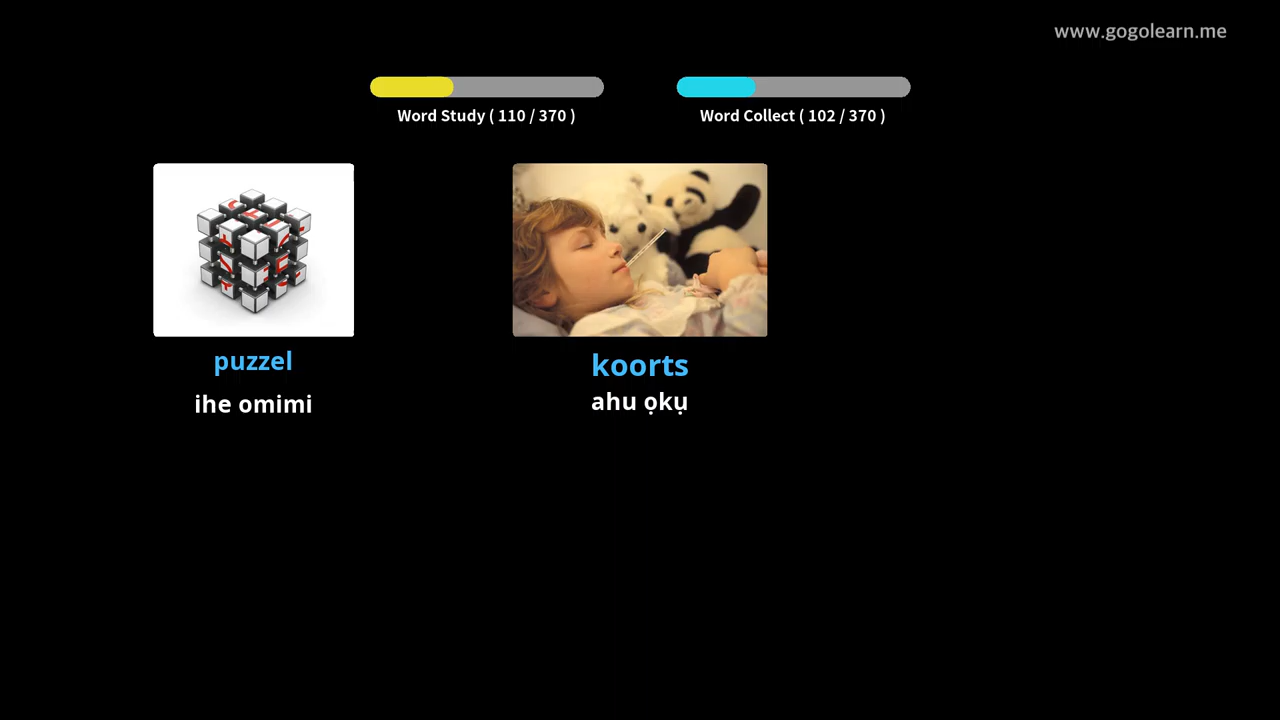 www.gogolearn.me
Word Study ( 110 / 370 )
Word Collect ( 102 / 370 )
puzzel
ihe omimi
koorts
ahu ọkụ